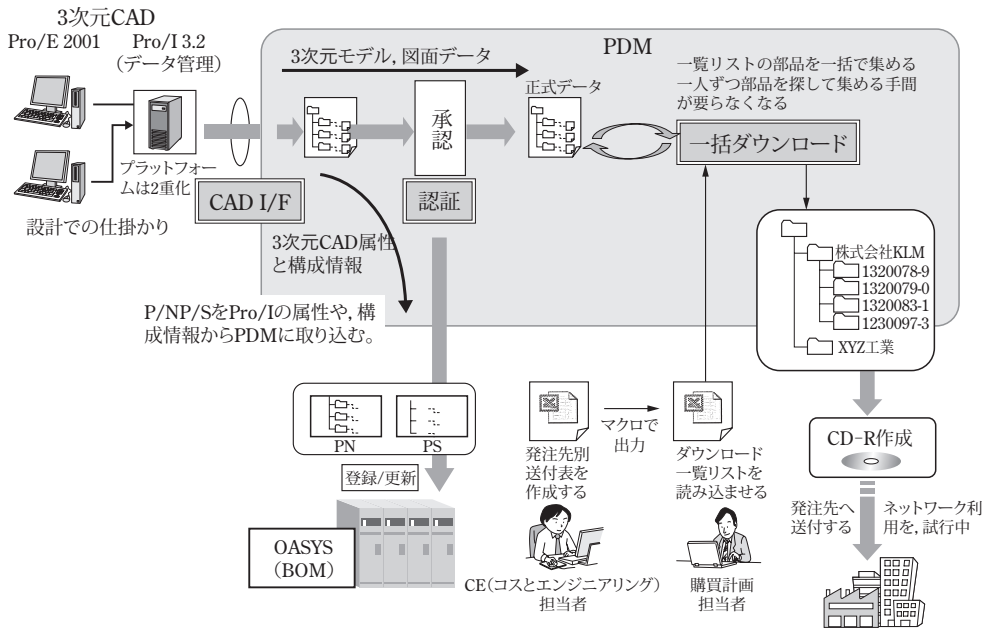 3次元CAD
Pro/E 2001
Pro/I 3.2
(データ管理)
プラットフォー
ムは2重化
設計での仕掛かり
CAD I/F
PDM
3次元モデル, 図面データ
承認
認証
正式データ
一覧リストの部品を一括で集める
一人ずつ部品を探して集める手間
が要らなくなる
一括ダウンロード
3次元CAD属性
と構成情報
P/NP/SをPro/Iの属性や, 構
成情報からPDMに取り込む。
株式会社KLM
1320078-9
1320079-0
1320083-1
1230097-3
XYZ工業
PN
PS
登録/更新
OASYS
(BOM)
発注先別
送付表を
作成する
マクロで
出力
ダウンロード
一覧リストを
読み込ませる
CE(コスとエンジニアリング)
担当者
購買計画
担当者
CD-R作成
発注先へ
送付する
ネットワーク利
用を, 試行中